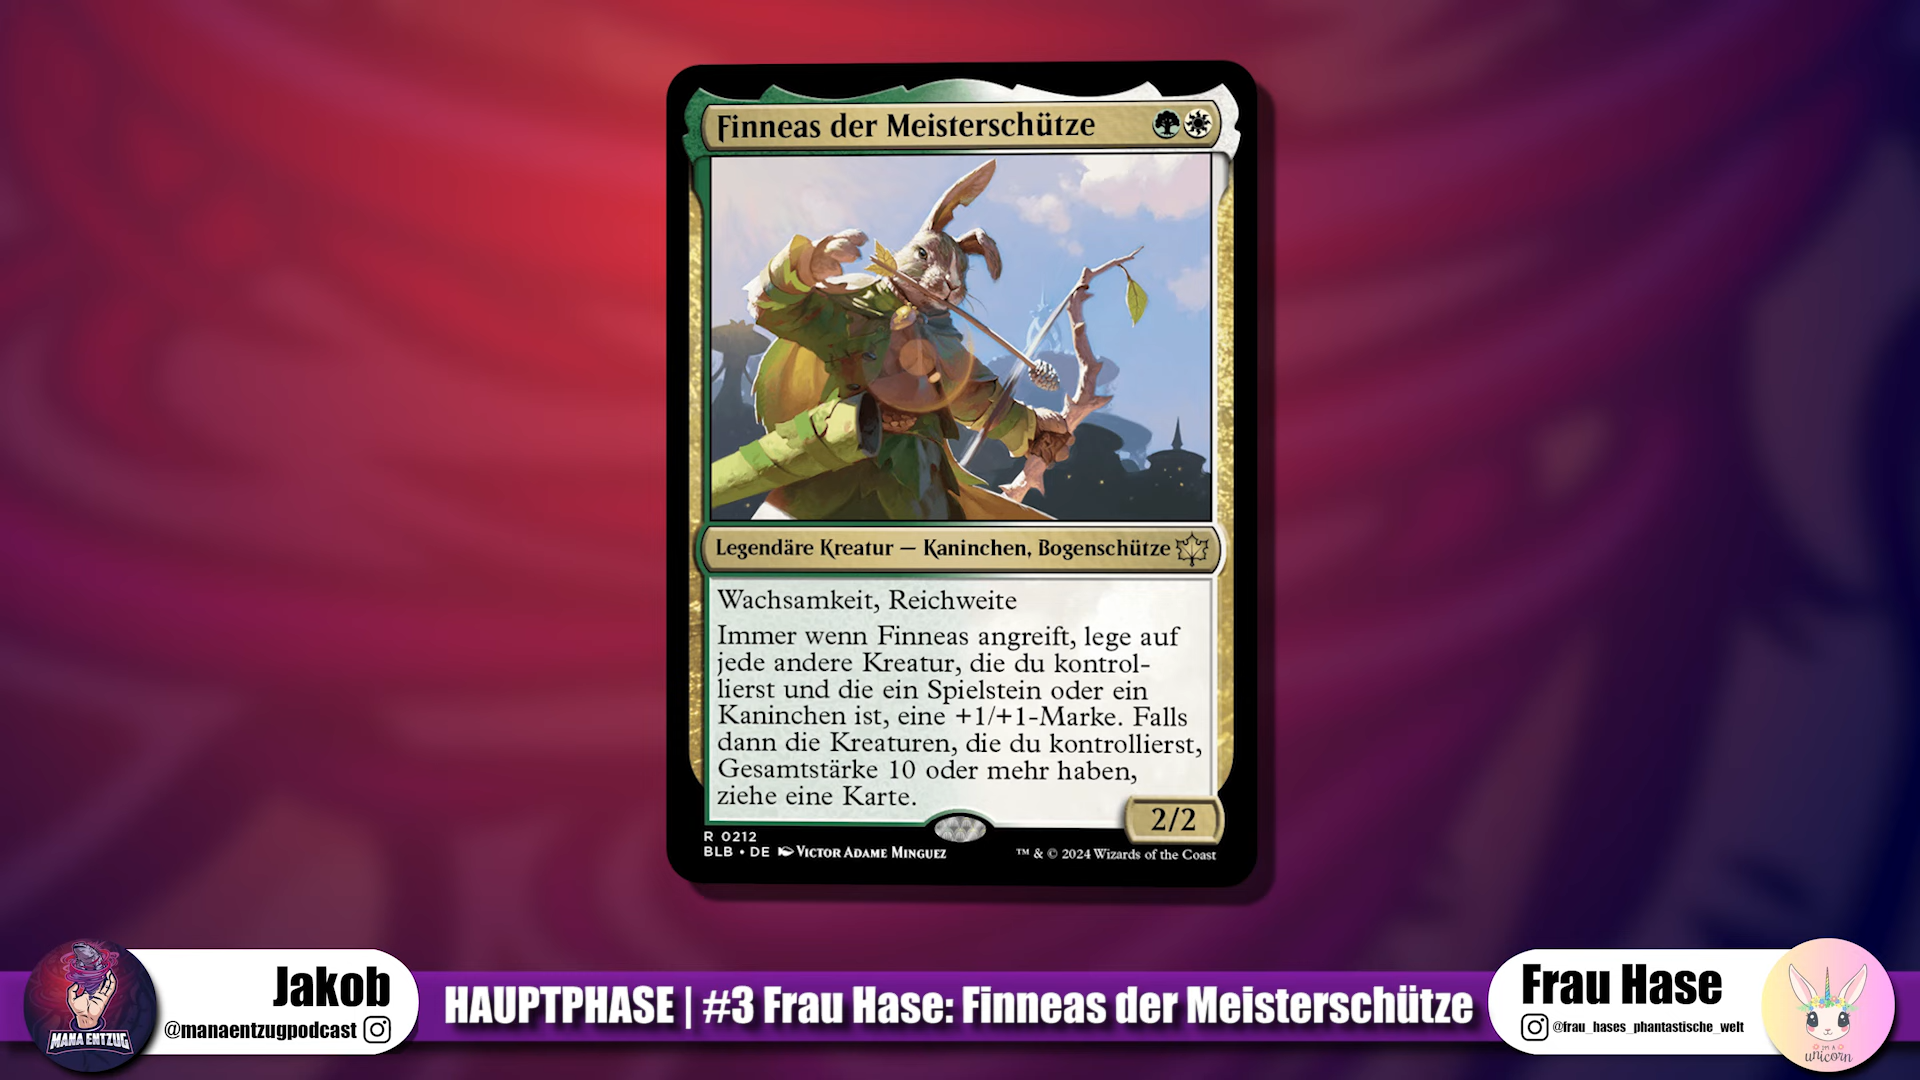 Finneas der Meisterschütze
Legendäre Kreatur — Kaninchen, Bogenschütze
Wachsamkeit, Reichweite
Immer wenn Finneas angreift, lege auf
jede andere Kreatur, die du kontrol-
lierst und die ein Spielstein oder ein
Kaninchen ist, eine +1/+1-Marke. Falls
dann die Kreaturen, die du kontrollierst,
Gesamtstärke 10 oder mehr haben,
ziehe eine Karte.
2/2
R 0212
BLB • DE VICTOR ADAME MINGUEZ
™ & © 2024 Wizards of the Coast
MANA ENTZUG
Jakob
@manaentzugpodcast
HAUPTPHASE | #3 Frau Hase: Finneas der Meisterschütze
Frau Hase
@frau_hases_phantastische_welt
I'm a
unicorn